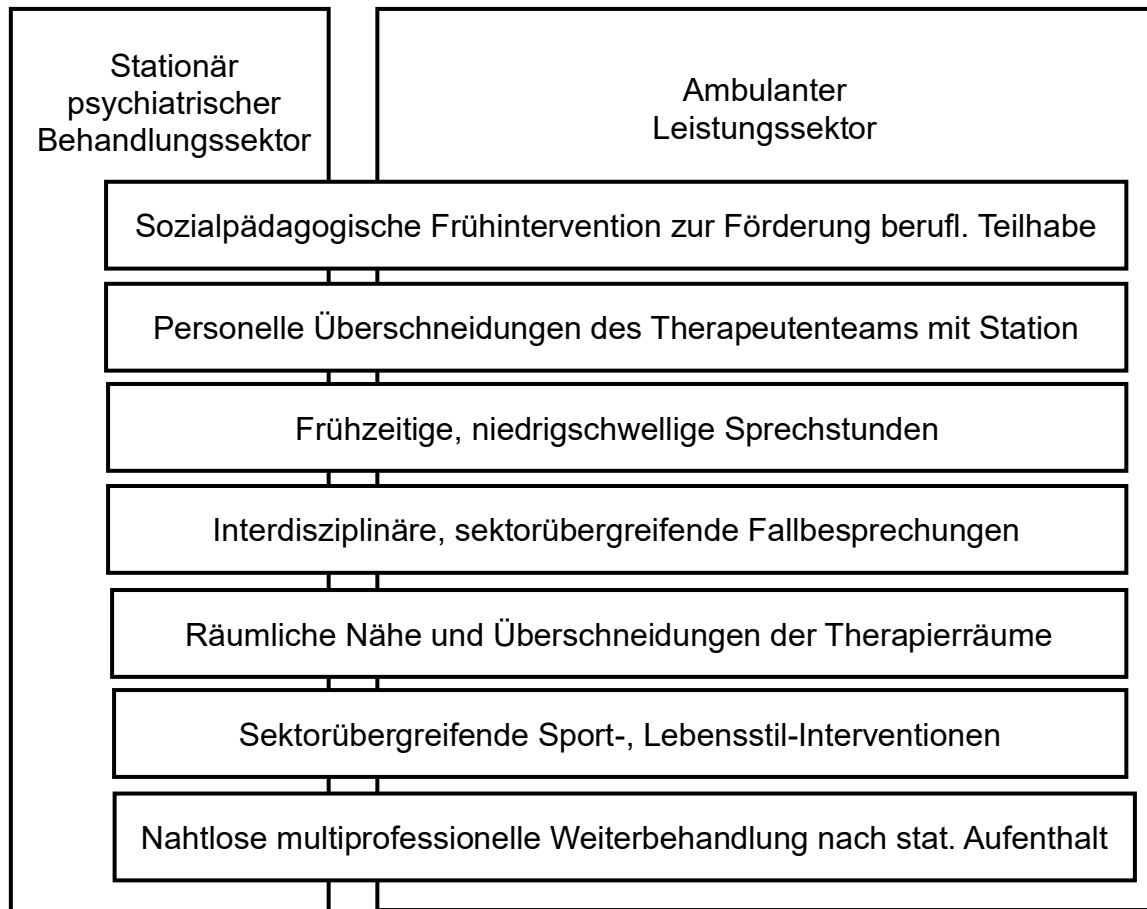 Stationär
psychiatrischer
Behandlungssektor
Ambulanter
Leistungssektor
Sozialpädagogische Frühintervention zur Förderung berufl. Teilhabe
Personelle Überschneidungen des Therapeutenteams mit Station
Frühzeitige, niedrigschwellige Sprechstunden
Interdisziplinäre, sektorübergreifende Fallbesprechungen
Räumliche Nähe und Überschneidungen der Therapierräume
Sektorübergreifende Sport-, Lebensstil-Interventionen
Nahtlose multiprofessionelle Weiterbehandlung nach stat. Aufenthalt